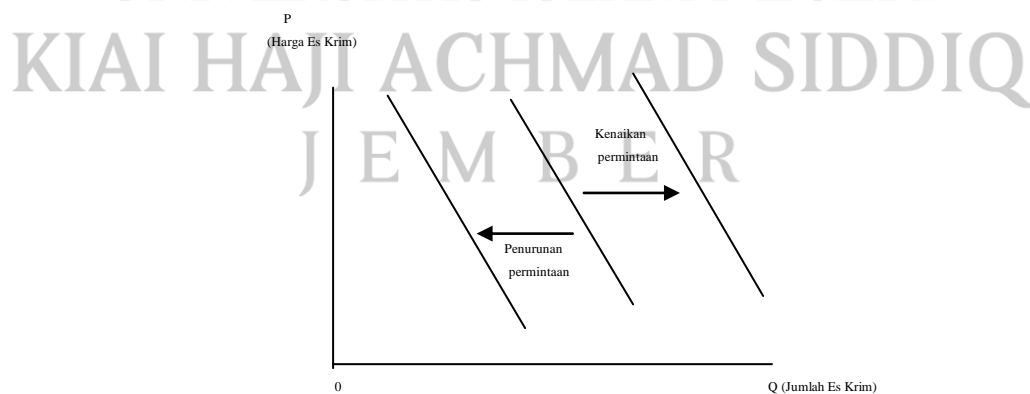 P
(Harga Es Krim)
KIAI HAJI ACHMAD SIDDIQ
J E M B E R
Kenaikan
permintaan
Penurunan
permintaan
0
Q (Jumlah Es Krim)